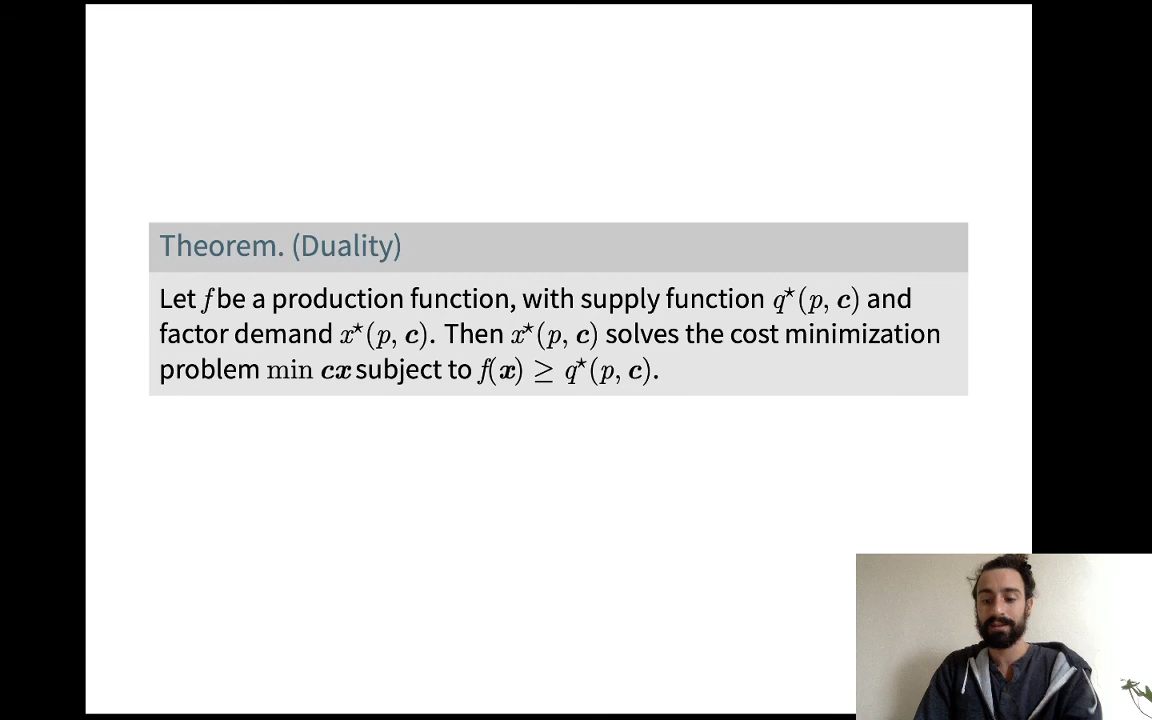 Theorem. (Duality)
Let f be a production function, with supply function q⋆(p, c) and
factor demand x⋆(p, c). Then x⋆(p, c) solves the cost minimization
problem min cx subject to f(x) ≥ q⋆(p, c).